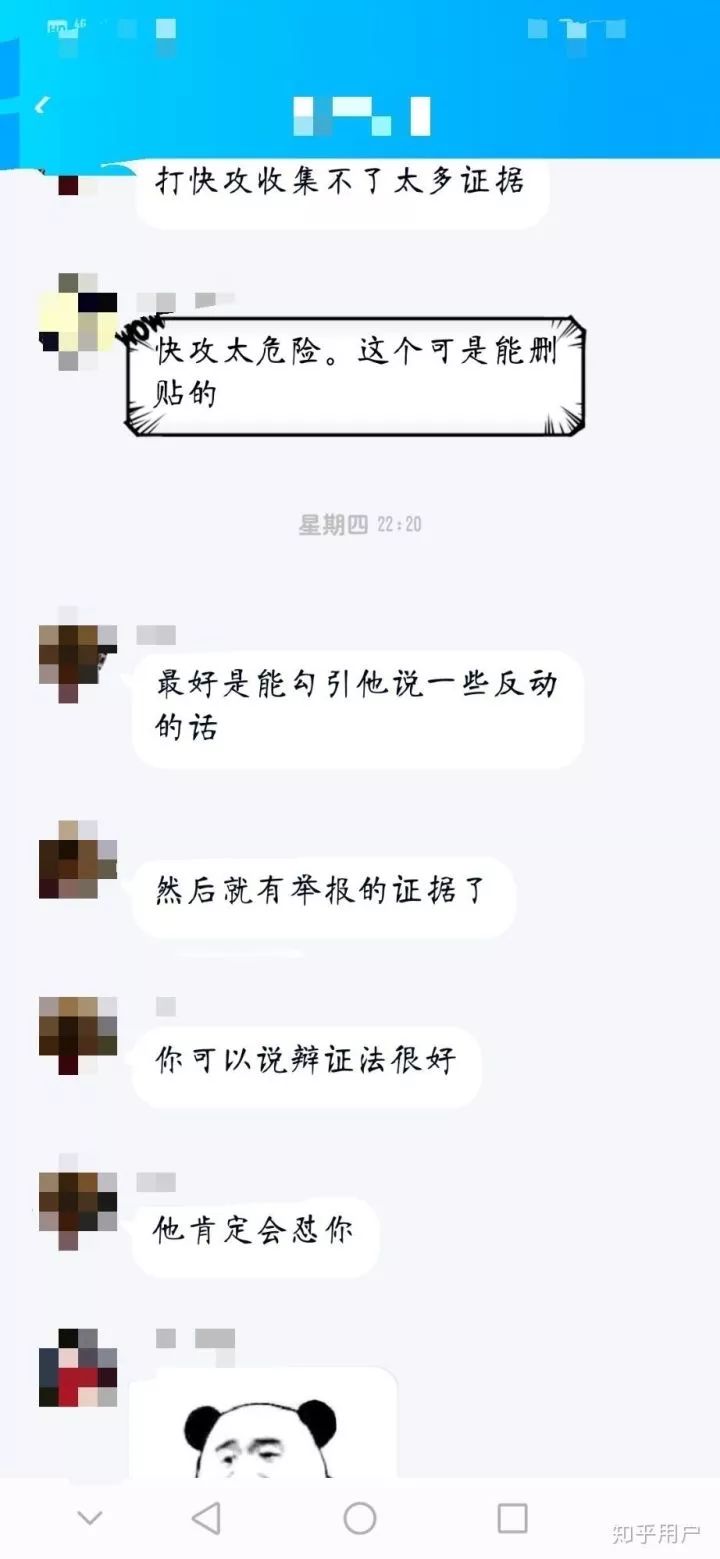 打快攻收集不了太多证据
WOW
快攻太危险。这个可是能删
贴的
星期四 22:20
最好是能勾引他说一些反动
的话
然后就有举报的证据了
你可以说辩证法很好
他肯定会怼你
知乎用户